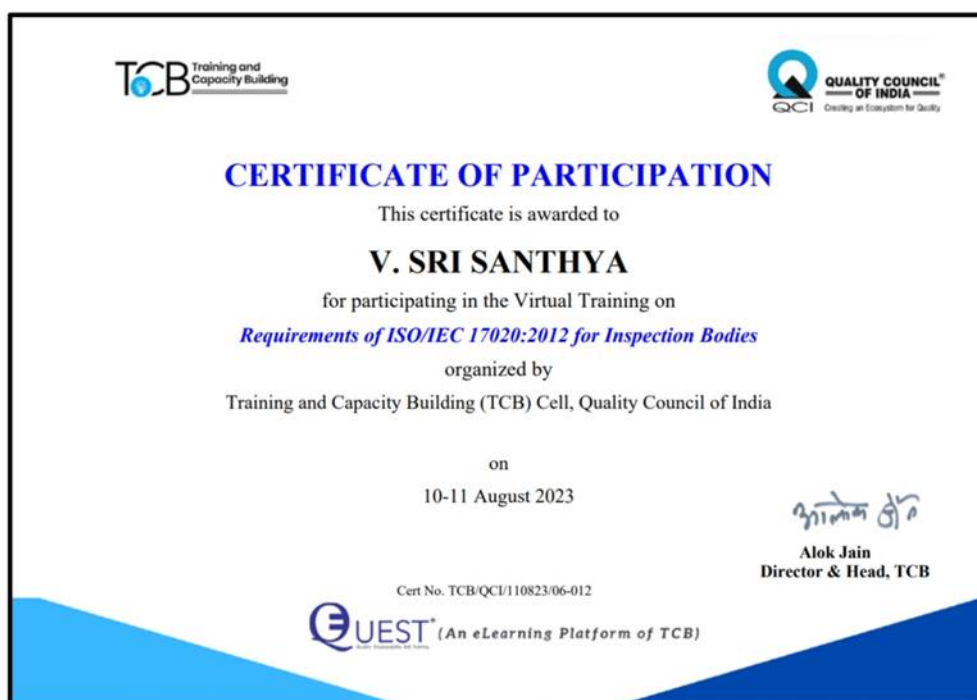 TCB Training and
Capacity Building
QCI
QUALITY COUNCIL®
OF INDIA
Creating an Ecosystem for Quality
CERTIFICATE OF PARTICIPATION
This certificate is awarded to
V. SRI SANTHYA
for participating in the Virtual Training on
Requirements of ISO/IEC 17020:2012 for Inspection Bodies
organized by
Training and Capacity Building (TCB) Cell, Quality Council of India
on
10-11 August 2023
आलोक जैन
Alok Jain
Director & Head, TCB
Cert No. TCB/QCI/110823/06-012
QUEST® (An eLearning Platform of TCB)